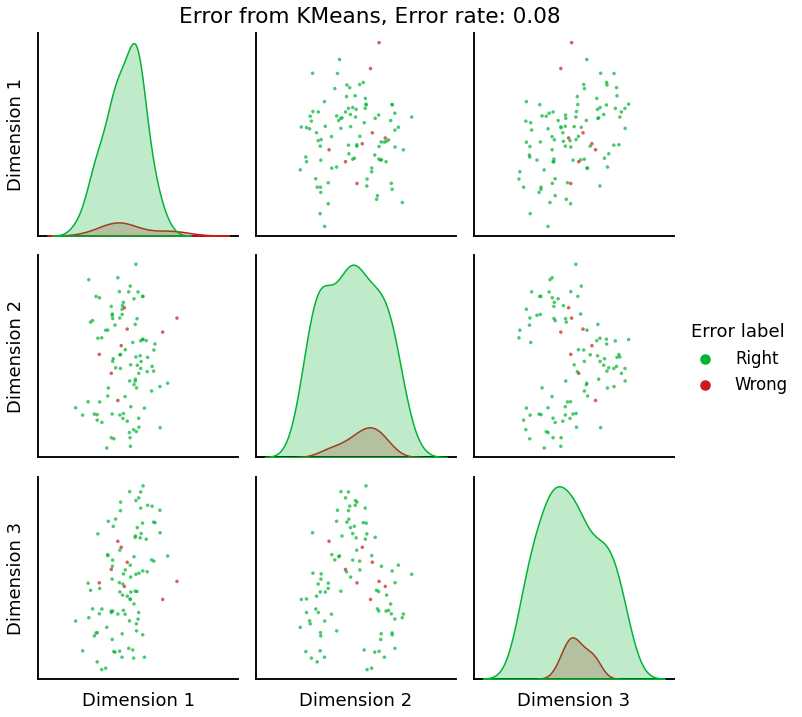 Error from KMeans, Error rate: 0.08
Dimension 1
Dimension 2
Dimension 3
Error label
Right
Wrong
Dimension 1
Dimension 2
Dimension 3